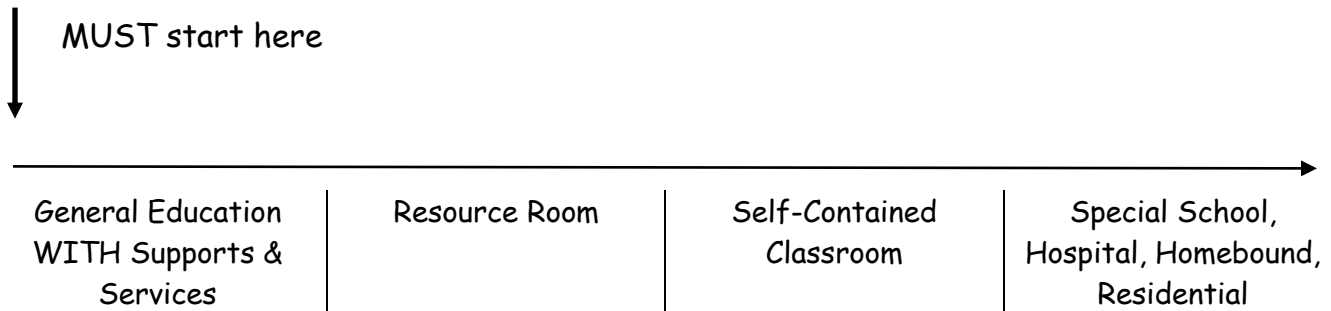 MUST start here
General Education
WITH Supports &
Services
Resource Room
Self-Contained
Classroom
Special School,
Hospital, Homebound,
Residential